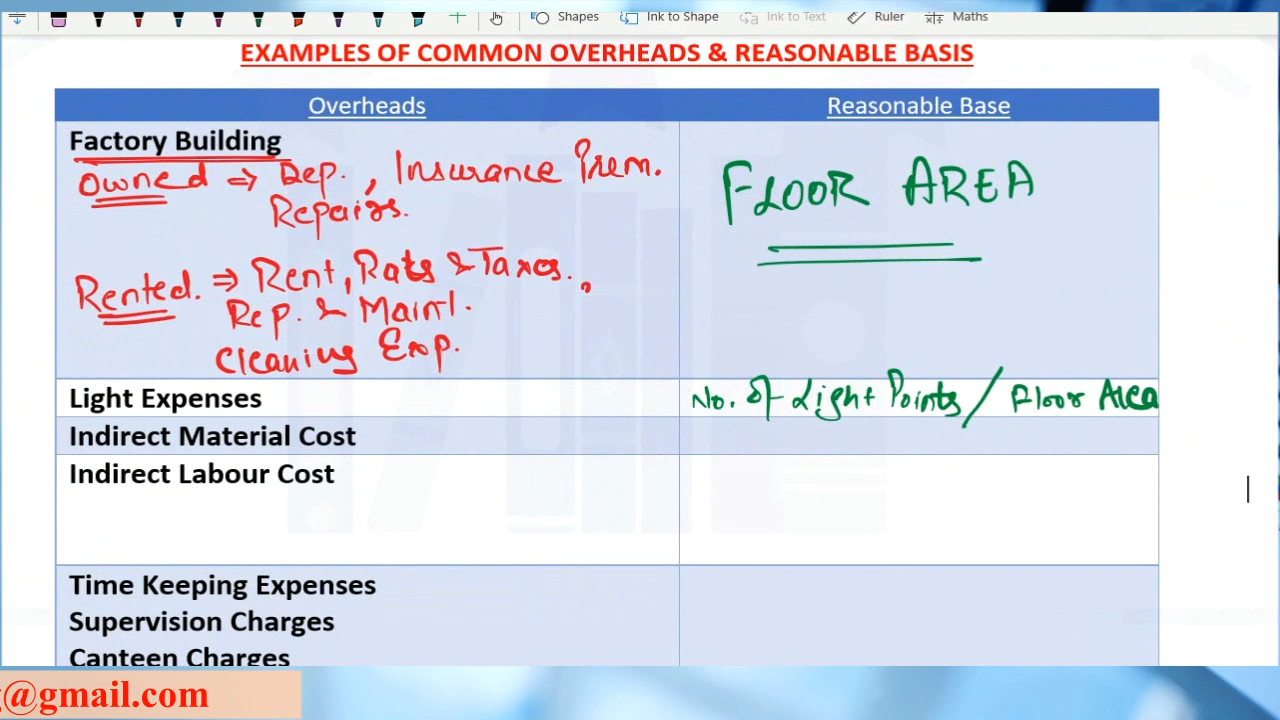 Shapes Ink to Shape Ink to Text Ruler Maths
EXAMPLES OF COMMON OVERHEADS & REASONABLE BASIS
Overheads Reasonable Base
Factory Building
Owned ⇒ Dep., Insurance Prem.
Repairs.
FLOOR AREA
Rented. ⇒ Rent, Rates & Taxes.,
Rep. & Maint.
Cleaning Exp.
Light Expenses No. Of Light Points / Floor Area
Indirect Material Cost
Indirect Labour Cost
Time Keeping Expenses
Supervision Charges
Canteen Charges
@gmail.com